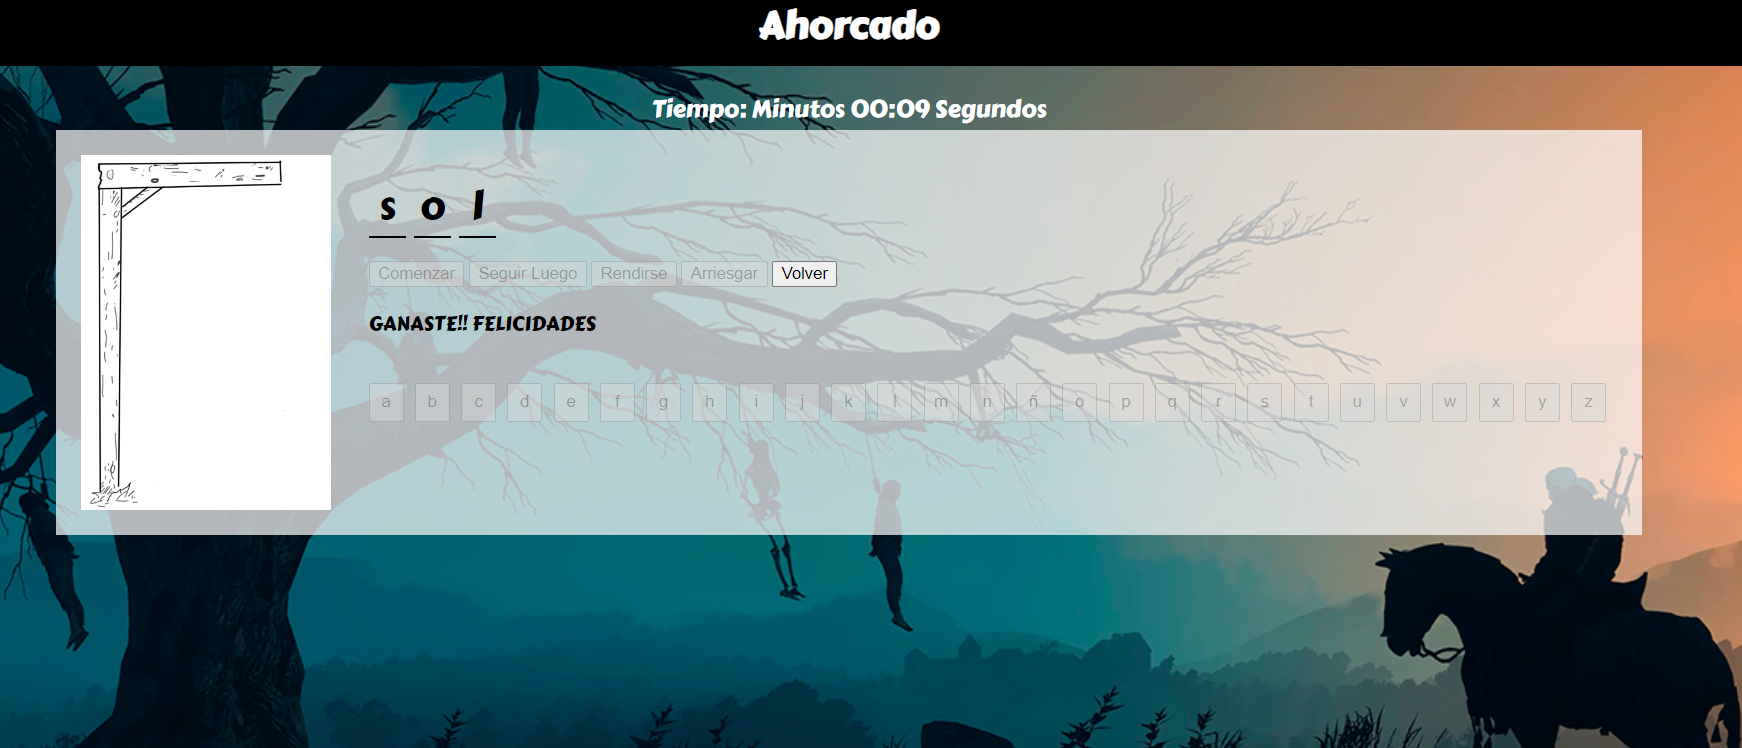 Ahorcado
Tiempo: Minutos 00:09 Segundos
s o l
Comenzar Seguir Luego Rendirse Arriesgar Volver
GANASTE!! FELICIDADES
a b c d e f g h i j k l m n ñ o p q r s t u v w x y z